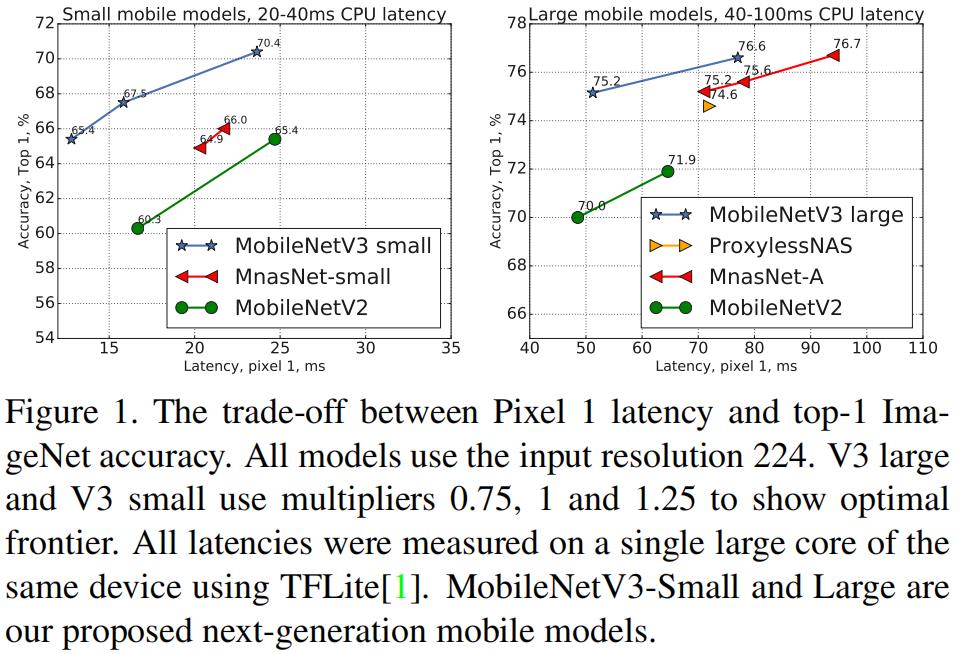 Small mobile models, 20-40ms CPU latency
72
70
68
66
64
62
60
58
56
54
Accuracy, Top 1, %
70.4
67.5
65.4
66.0
64.9
65.4
60.3
MobileNetV3 small
MnasNet-small
MobileNetV2
15
20
25
30
35
Latency, pixel 1, ms
Large mobile models, 40-100ms CPU latency
78
76
74
72
70
68
66
Accuracy, Top 1, %
76.6
76.7
75.2
75.2
75.6
74.6
71.9
70.0
MobileNetV3 large
ProxylessNAS
MnasNet-A
MobileNetV2
40
50
60
70
80
90
100
110
Latency, pixel 1, ms
Figure 1. The trade-off between Pixel 1 latency and top-1 Ima-
geNet accuracy. All models use the input resolution 224. V3 large
and V3 small use multipliers 0.75, 1 and 1.25 to show optimal
frontier. All latencies were measured on a single large core of the
same device using TFLite[1]. MobileNetV3-Small and Large are
our proposed next-generation mobile models.